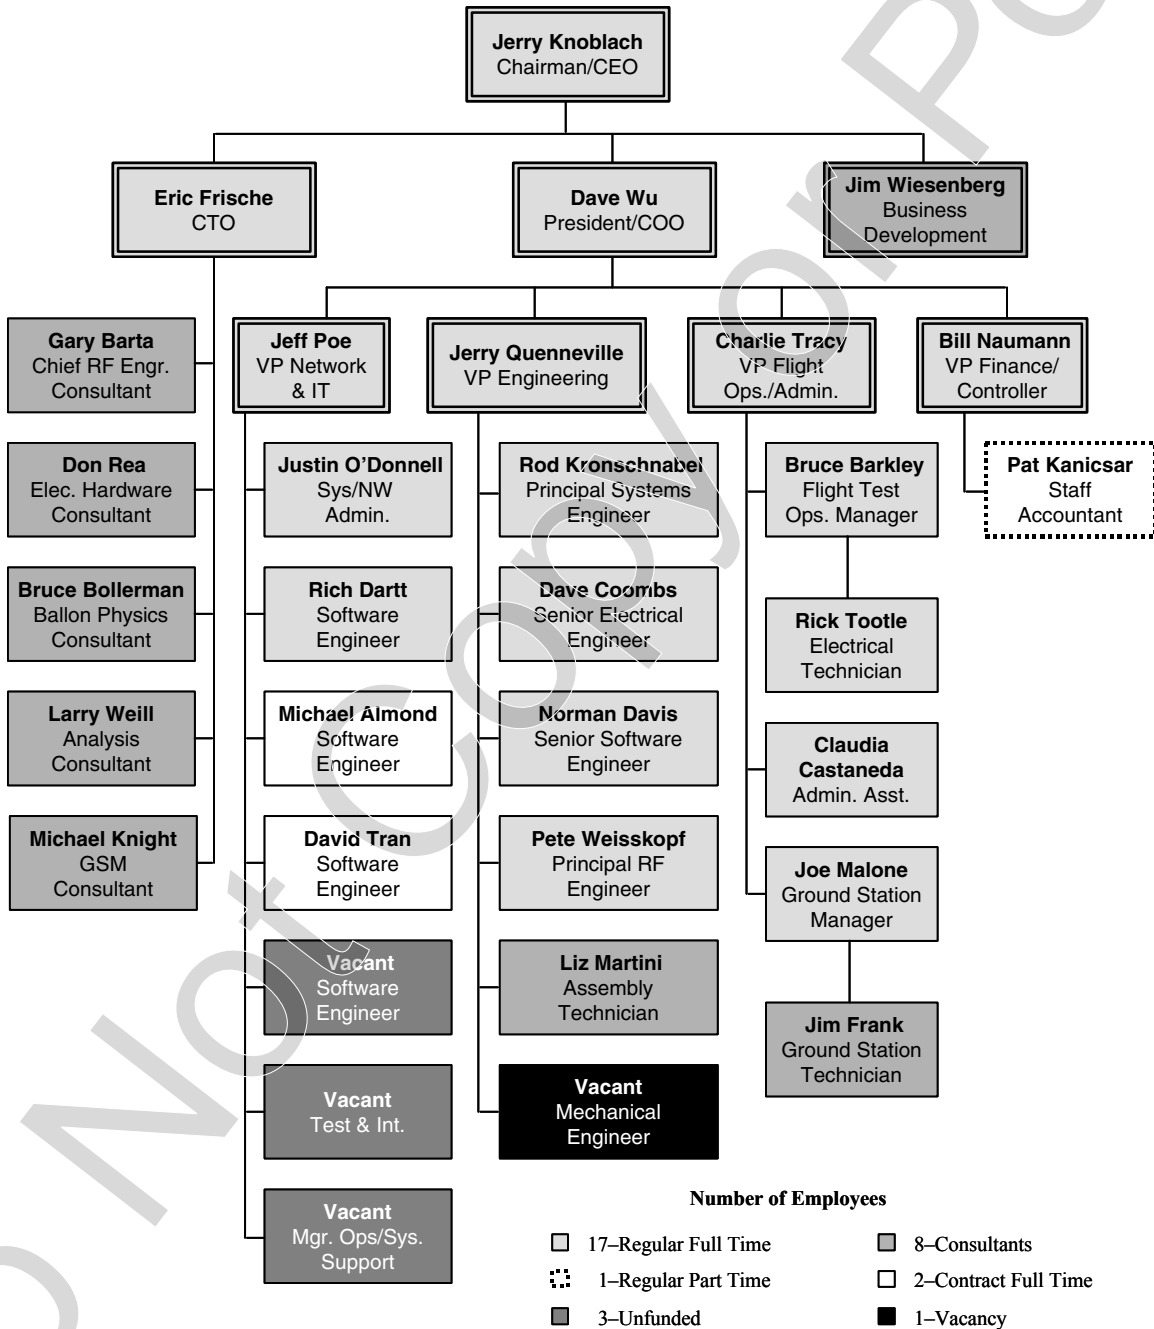 Jerry Knoblach
Chairman/CEO
Eric Frische
CTO
Dave Wu
President/COO
Jim Wiesenberg
Business
Development
Gary Barta
Chief RF Engr.
Consultant
Don Rea
Elec. Hardware
Consultant
Bruce Bollerman
Ballon Physics
Consultant
Larry Weill
Analysis
Consultant
Michael Knight
GSM
Consultant
Jeff Poe
VP Network
& IT
Justin O'Donnell
Sys/NW
Admin.
Rich Dartt
Software
Engineer
Michael Almond
Software
Engineer
David Tran
Software
Engineer
Vacant
Software
Engineer
Vacant
Test & Int.
Vacant
Mgr. Ops/Sys.
Support
Jerry Quenneville
VP Engineering
Rod Kronschnabel
Principal Systems
Engineer
Dave Coombs
Senior Electrical
Engineer
Norman Davis
Senior Software
Engineer
Pete Weisskopf
Principal RF
Engineer
Liz Martini
Assembly
Technician
Vacant
Mechanical
Engineer
Charlie Tracy
VP Flight
Ops./Admin.
Bruce Barkley
Flight Test
Ops. Manager
Rick Tootle
Electrical
Technician
Claudia
Castaneda
Admin. Asst.
Joe Malone
Ground Station
Manager
Jim Frank
Ground Station
Technician
Bill Naumann
VP Finance/
Controller
Pat Kanicsar
Staff
Accountant
Number of Employees
17–Regular Full Time
8–Consultants
1–Regular Part Time
2–Contract Full Time
3–Unfunded
1–Vacancy
o Not Copy or Po